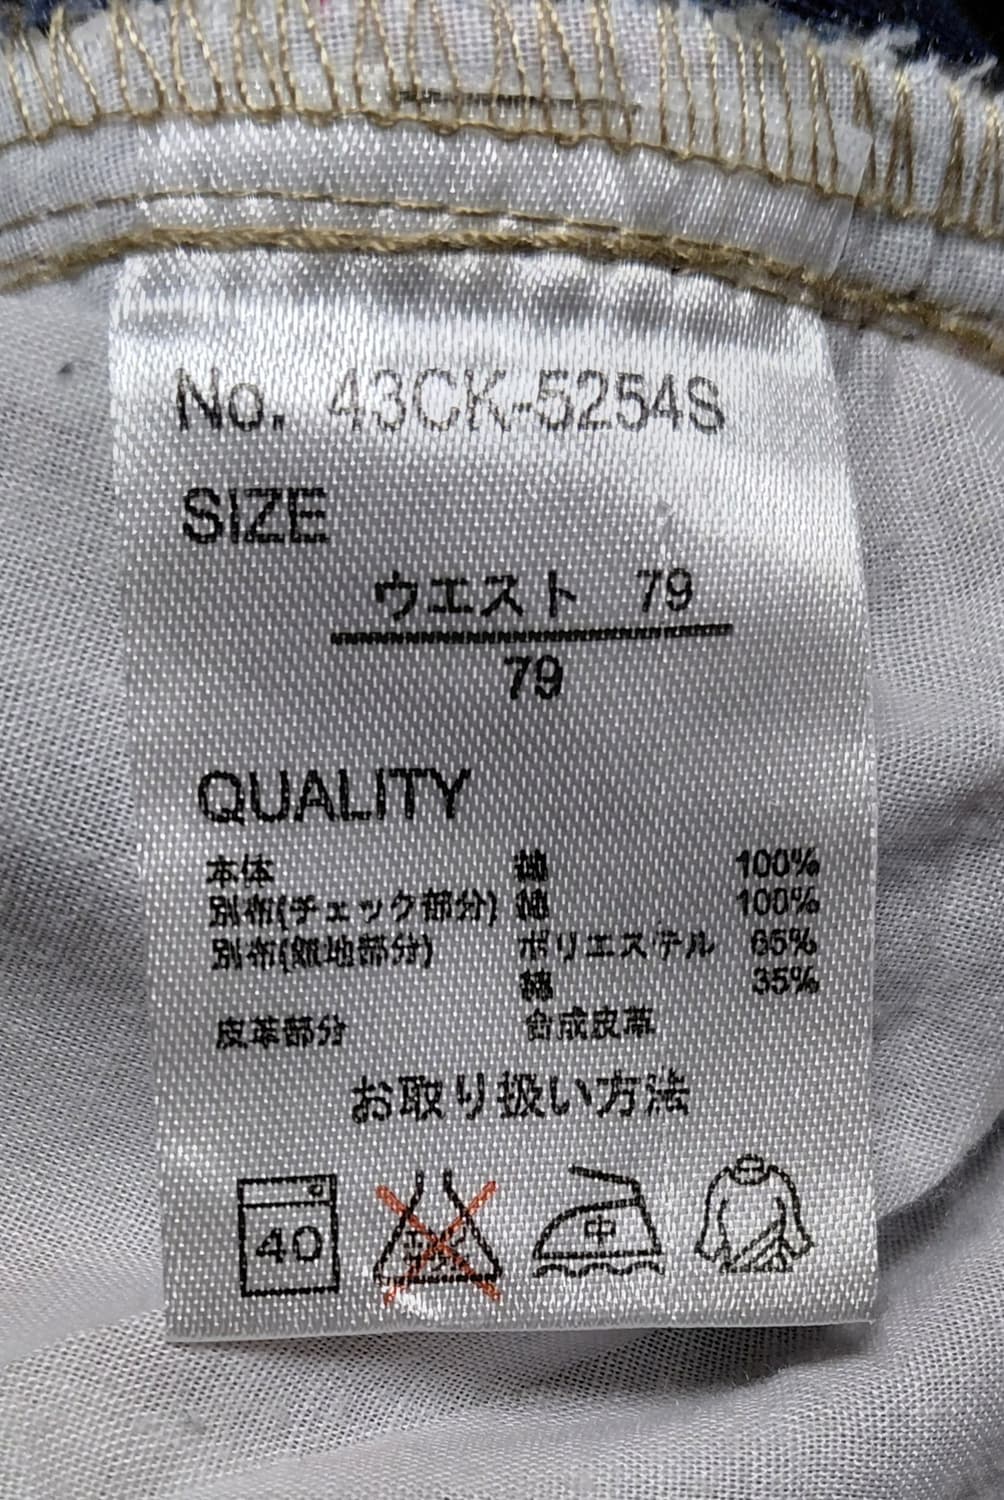 No. 43CK-5254S
SIZE
ウエスト 79
79
QUALITY
本体 綿 100%
別布(チェック部分) 綿 100%
別布(無地部分) ポリエステル 65%
綿 35%
皮革部分 合成皮革
お取り扱い方法
40
中